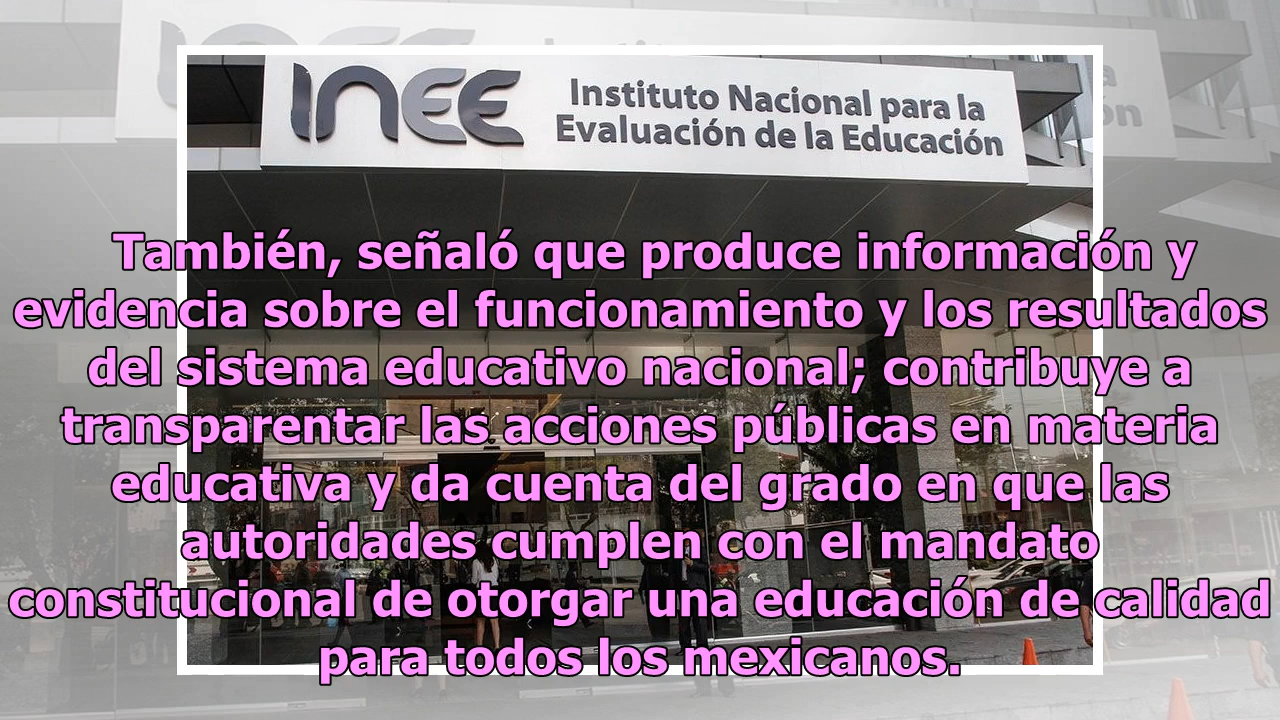 INEE
Instituto Nacional para la
Evaluación de la Educación
También, señaló que produce información y
evidencia sobre el funcionamiento y los resultados
del sistema educativo nacional; contribuye a
transparentar las acciones públicas en materia
educativa y da cuenta del grado en que las
autoridades cumplen con el mandato
constitucional de otorgar una educación de calidad
para todos los mexicanos.